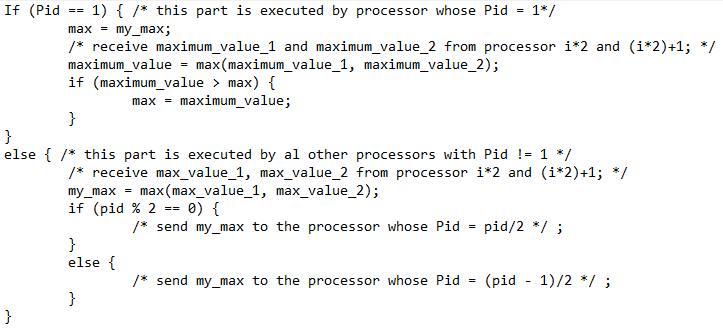 If (Pid == 1) { /* this part is executed by processor whose Pid = 1*/
        max = my_max;
        /* receive maximum_value_1 and maximum_value_2 from processor i*2 and (i*2)+1; */
        maximum_value = max(maximum_value_1, maximum_value_2);
        if (maximum_value > max) {
                max = maximum_value;
        }
}
else { /* this part is executed by al other processors with Pid != 1 */
        /* receive max_value_1, max_value_2 from processor i*2 and (i*2)+1; */
        my_max = max(max_value_1, max_value_2);
        if (pid % 2 == 0) {
                /* send my_max to the processor whose Pid = pid/2 */ ;
        }
        else {
                /* send my_max to the processor whose Pid = (pid - 1)/2 */ ;
        }
}